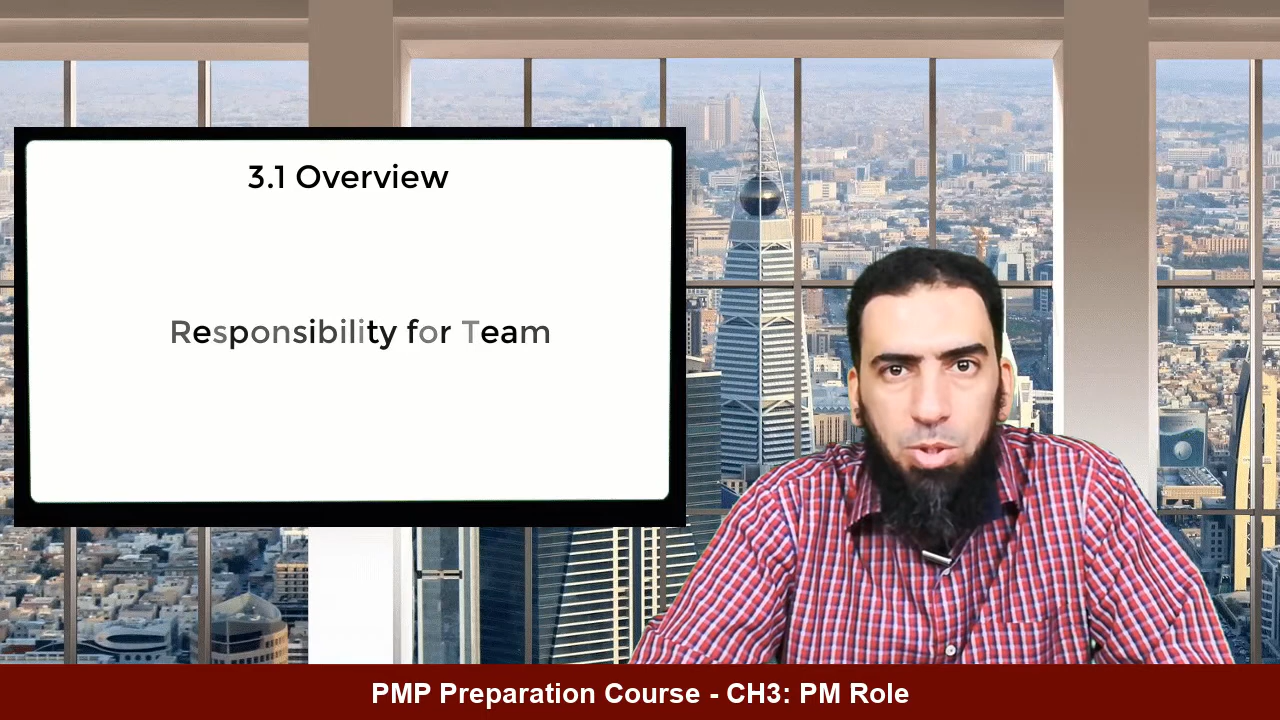 3.1 Overview
Responsibility for Team
PMP Preparation Course - CH3: PM Role